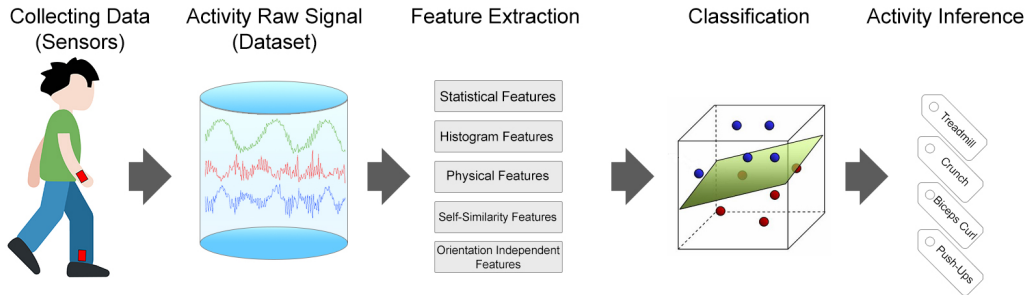 Collecting Data
(Sensors)
Activity Raw Signal
(Dataset)
Feature Extraction
Classification
Activity Inference
Statistical Features
Histogram Features
Physical Features
Self-Similarity Features
Orientation Independent
Features
Treadmill
Crunch
Biceps Curl
Push-Ups